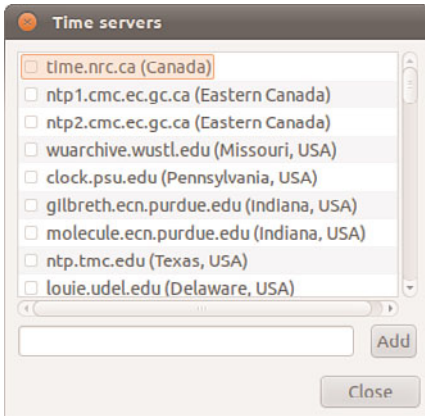 Time servers
time.nrc.ca (Canada)
ntp1.cmc.ec.gc.ca (Eastern Canada)
ntp2.cmc.ec.gc.ca (Eastern Canada)
wuarchive.wustl.edu (Missouri, USA)
clock.psu.edu (Pennsylvania, USA)
gilbreth.ecn.purdue.edu (Indiana, USA)
molecule.ecn.purdue.edu (Indiana, USA)
ntp.tmc.edu (Texas, USA)
louie.udel.edu (Delaware, USA)
Add
Close